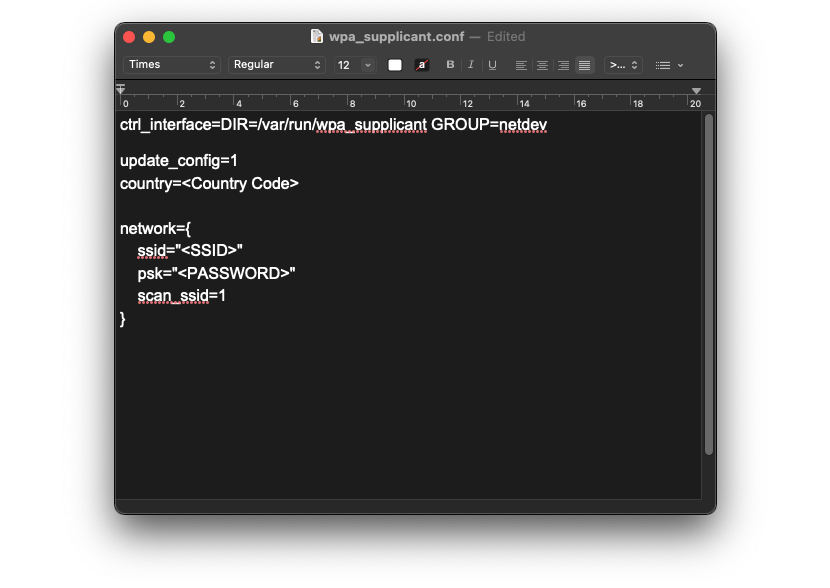 wpa_supplicant.conf — Edited
Times Regular 12 a B I U >...
0 2 4 6 8 10 12 14 16 18 20
ctrl_interface=DIR=/var/run/wpa_supplicant GROUP=netdev
update_config=1
country=<Country Code>
network={
ssid="<SSID>"
psk="<PASSWORD>"
scan_ssid=1
}